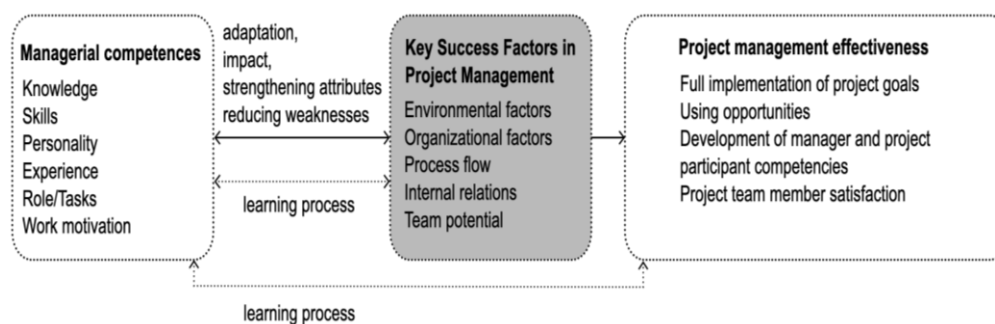 Managerial competences
Knowledge
Skills
Personality
Experience
Role/Tasks
Work motivation
adaptation,
impact,
strengthening attributes
reducing weaknesses
learning process
Key Success Factors in
Project Management
Environmental factors
Organizational factors
Process flow
Internal relations
Team potential
Project management effectiveness
Full implementation of project goals
Using opportunities
Development of manager and project
participant competencies
Project team member satisfaction
learning process